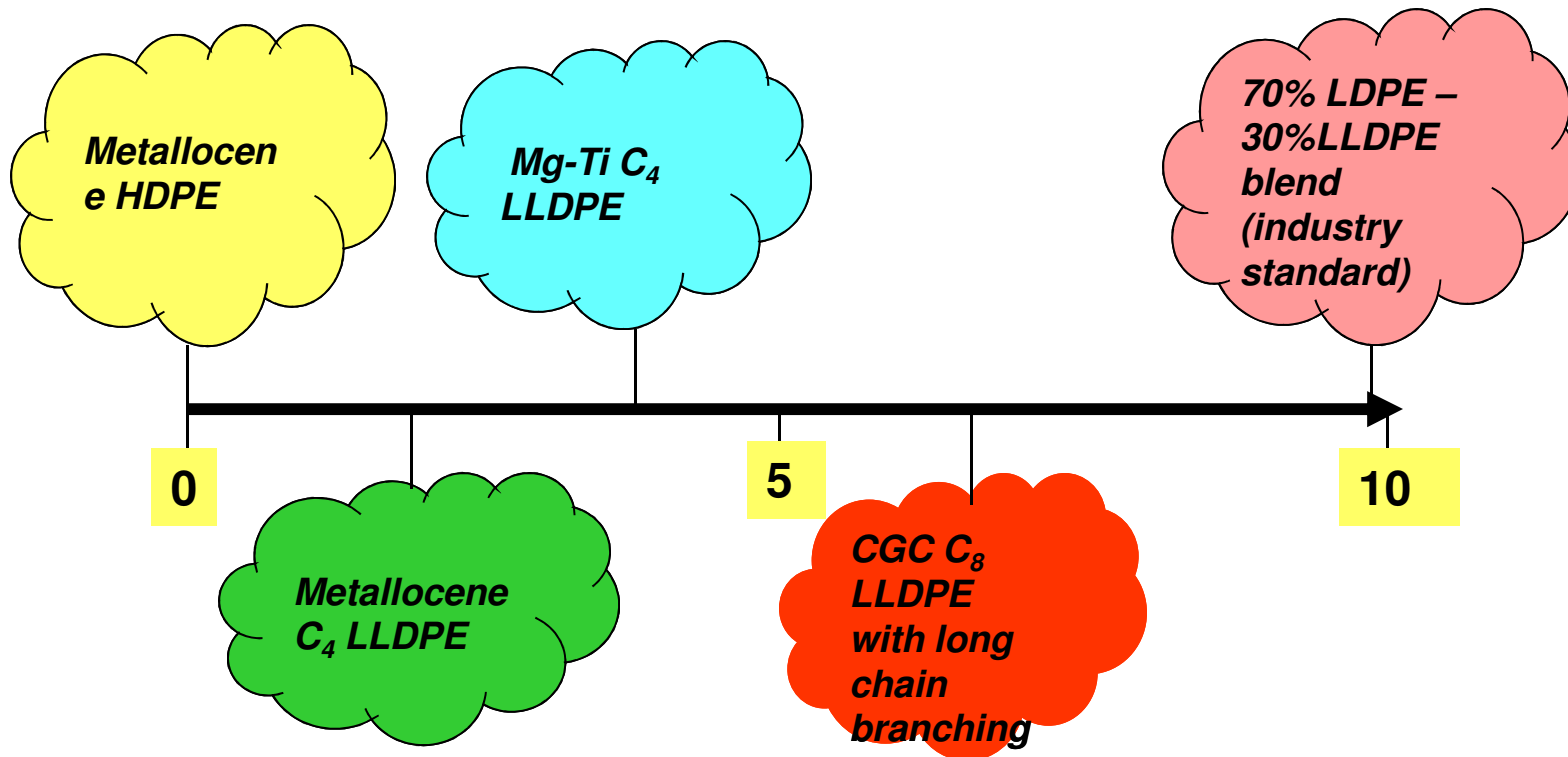 Metallocen
e HDPE
Mg-Ti C₄
LLDPE
70% LDPE –
30%LLDPE
blend
(industry
standard)
0
5
10
Metallocene
C₄ LLDPE
CGC C₈
LLDPE
with long
chain
branching